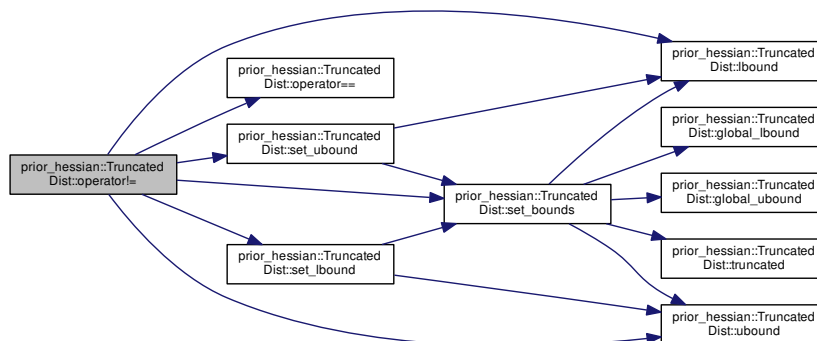 prior_hessian::Truncated
Dist::operator!=
prior_hessian::Truncated
Dist::operator==
prior_hessian::Truncated
Dist::set_ubound
prior_hessian::Truncated
Dist::set_lbound
prior_hessian::Truncated
Dist::set_bounds
prior_hessian::Truncated
Dist::lbound
prior_hessian::Truncated
Dist::global_lbound
prior_hessian::Truncated
Dist::global_ubound
prior_hessian::Truncated
Dist::truncated
prior_hessian::Truncated
Dist::ubound